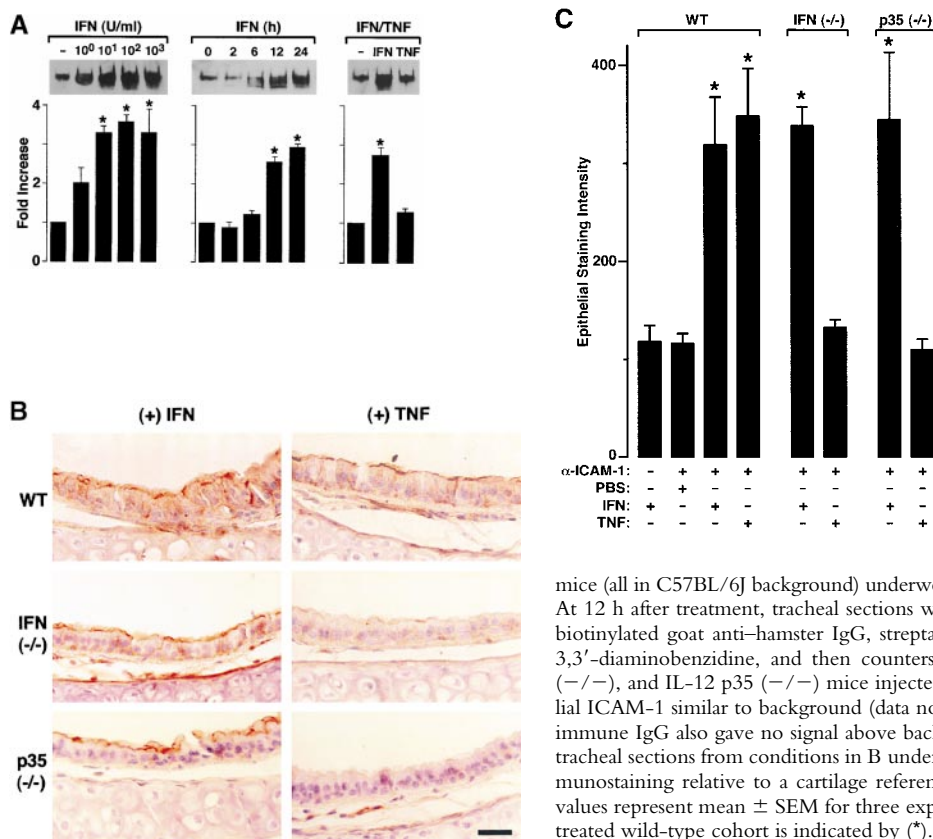 A
IFN (U/ml)
IFN (h)
IFN/TNF
– 10⁰ 10¹ 10² 10³
0 2 6 12 24
– IFN TNF
Fold Increase
4
2
0
* * *
* *
*
B
(+) IFN
(+) TNF
WT
IFN
(-/-)
p35
(-/-)
C
WT
IFN (-/-)
p35 (-/-)
Epithelial Staining Intensity
400
200
0
* * * *
α-ICAM-1: – + + + + + + +
PBS: – + – – – – – –
IFN: + – + – + – + –
TNF: – – – + – + – +
mice (all in C57BL/6J background) underw
At 12 h after treatment, tracheal sections w
biotinylated goat anti–hamster IgG, strepta
3,3′-diaminobenzidine, and then counters
(−/−), and IL-12 p35 (−/−) mice injecte
lial ICAM-1 similar to background (data no
immune IgG also gave no signal above bac
tracheal sections from conditions in B under
munostaining relative to a cartilage referen
values represent mean ± SEM for three exp
treated wild-type cohort is indicated by (*).